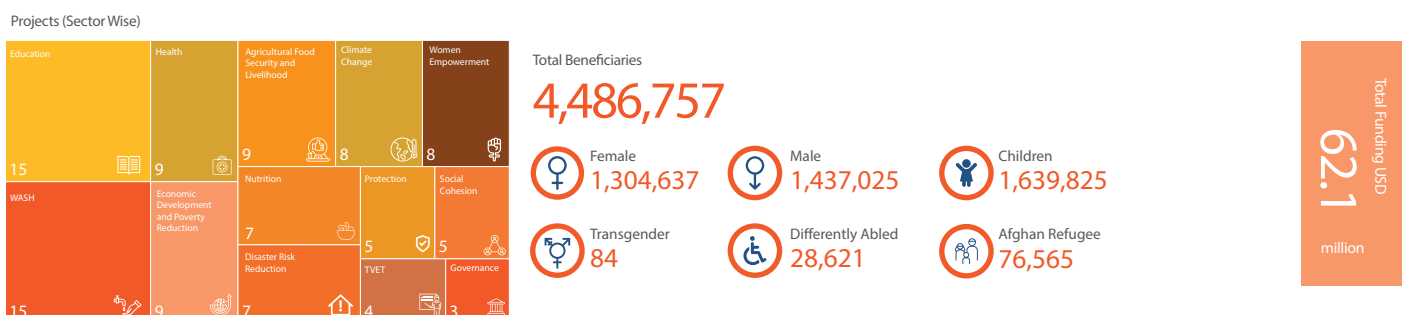 Projects (Sector Wise)
Education
15
Health
9
Agricultural Food
Security and
Livelihood
9
Climate
Change
8
Women
Empowerment
8
WASH
15
Economic
Development
and Poverty
Reduction
9
Nutrition
7
Protection
5
Social
Cohesion
5
Disaster Risk
Reduction
7
TVET
4
Governance
3
Total Beneficiaries
4,486,757
Female
1,304,637
Male
1,437,025
Children
1,639,825
Transgender
84
Differently Abled
28,621
Afghan Refugee
76,565
Total Funding USD
62.1
million